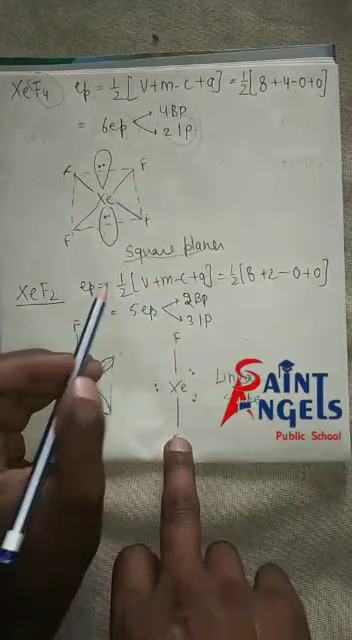 XeF4 ep = 1/2 [V+m-c+a] = 1/2 [8+4-0+0]
= 6ep 4BP
2 lP
F F
Xe
F F
Square planer
XeF2 ep = 1/2 [V+m-c+a] = 1/2 [8+2-0+0]
= 5ep 2BP
3 lP
F F
: Xe :
SAINT
ANGELS
Public School